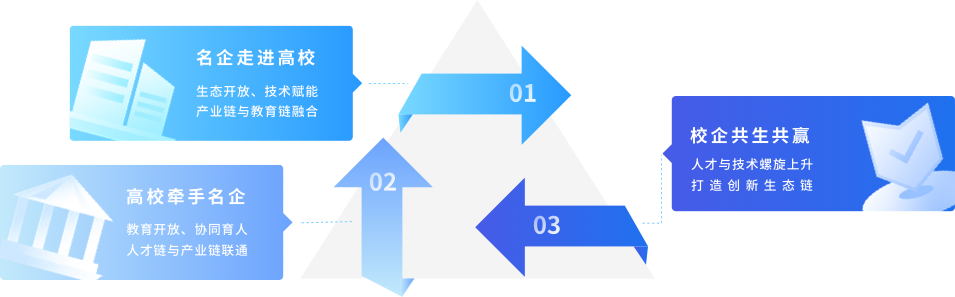 名企走进高校
生态开放、技术赋能
产业链与教育链融合
01
校企共生共赢
人才与技术螺旋上升
打造创新生态链
02
高校牵手名企
教育开放、协同育人
人才链与产业链联通
03